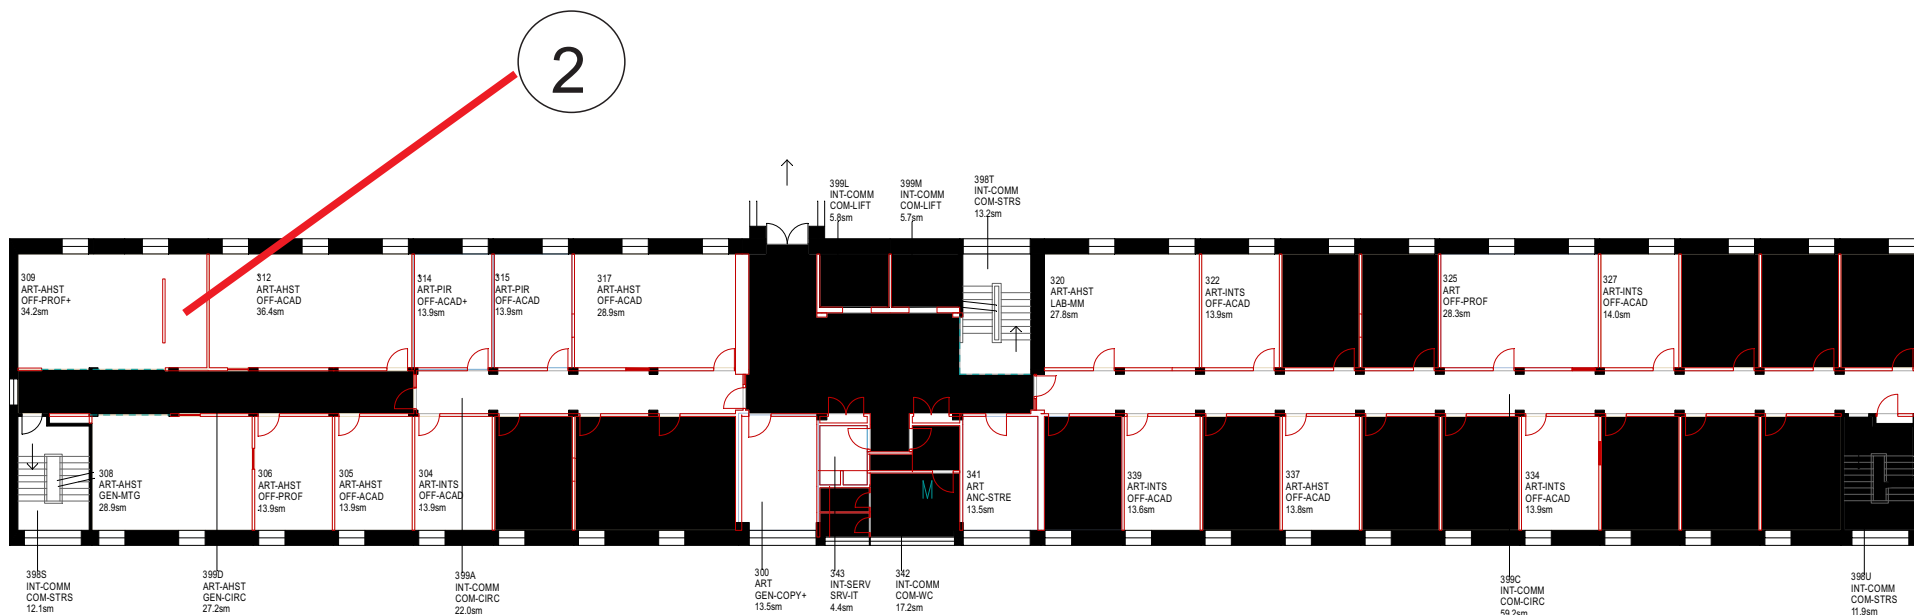 2
399L
INT-COMM
COM-LIFT
5.8sm
399M
INT-COMM
COM-LIFT
5.7sm
398T
INT-COMM
COM-STRS
13.2sm
309
ART-AHST
OFF-PROF+
34.2sm
312
ART-AHST
OFF-ACAD
36.4sm
314
ART-PIR
OFF-ACAD+
13.9sm
315
ART-PIR
OFF-ACAD
13.9sm
317
ART-AHST
OFF-ACAD
28.9sm
320
ART-AHST
LAB-MM
27.8sm
322
ART-INTS
OFF-ACAD
13.9sm
325
ART
OFF-PROF
28.3sm
327
ART-INTS
OFF-ACAD
14.0sm
308
ART-AHST
GEN-MTG
28.9sm
306
ART-AHST
OFF-PROF
13.9sm
305
ART-AHST
OFF-ACAD
13.9sm
304
ART-INTS
OFF-ACAD
13.9sm
M
341
ART
ANC-STRE
13.5sm
339
ART-INTS
OFF-ACAD
13.6sm
337
ART-AHST
OFF-ACAD
13.8sm
334
ART-INTS
OFF-ACAD
13.9sm
398S
INT-COMM
COM-STRS
12.1sm
399D
ART-AHST
GEN-CIRC
27.2sm
399A
INT-COMM
COM-CIRC
22.0sm
300
ART
GEN-COPY+
13.5sm
343
INT-SERV
SRV-IT
4.4sm
342
INT-COMM
COM-WC
17.2sm
399C
INT-COMM
COM-CIRC
59.2sm
398U
INT-COMM
COM-STRS
11.9sm